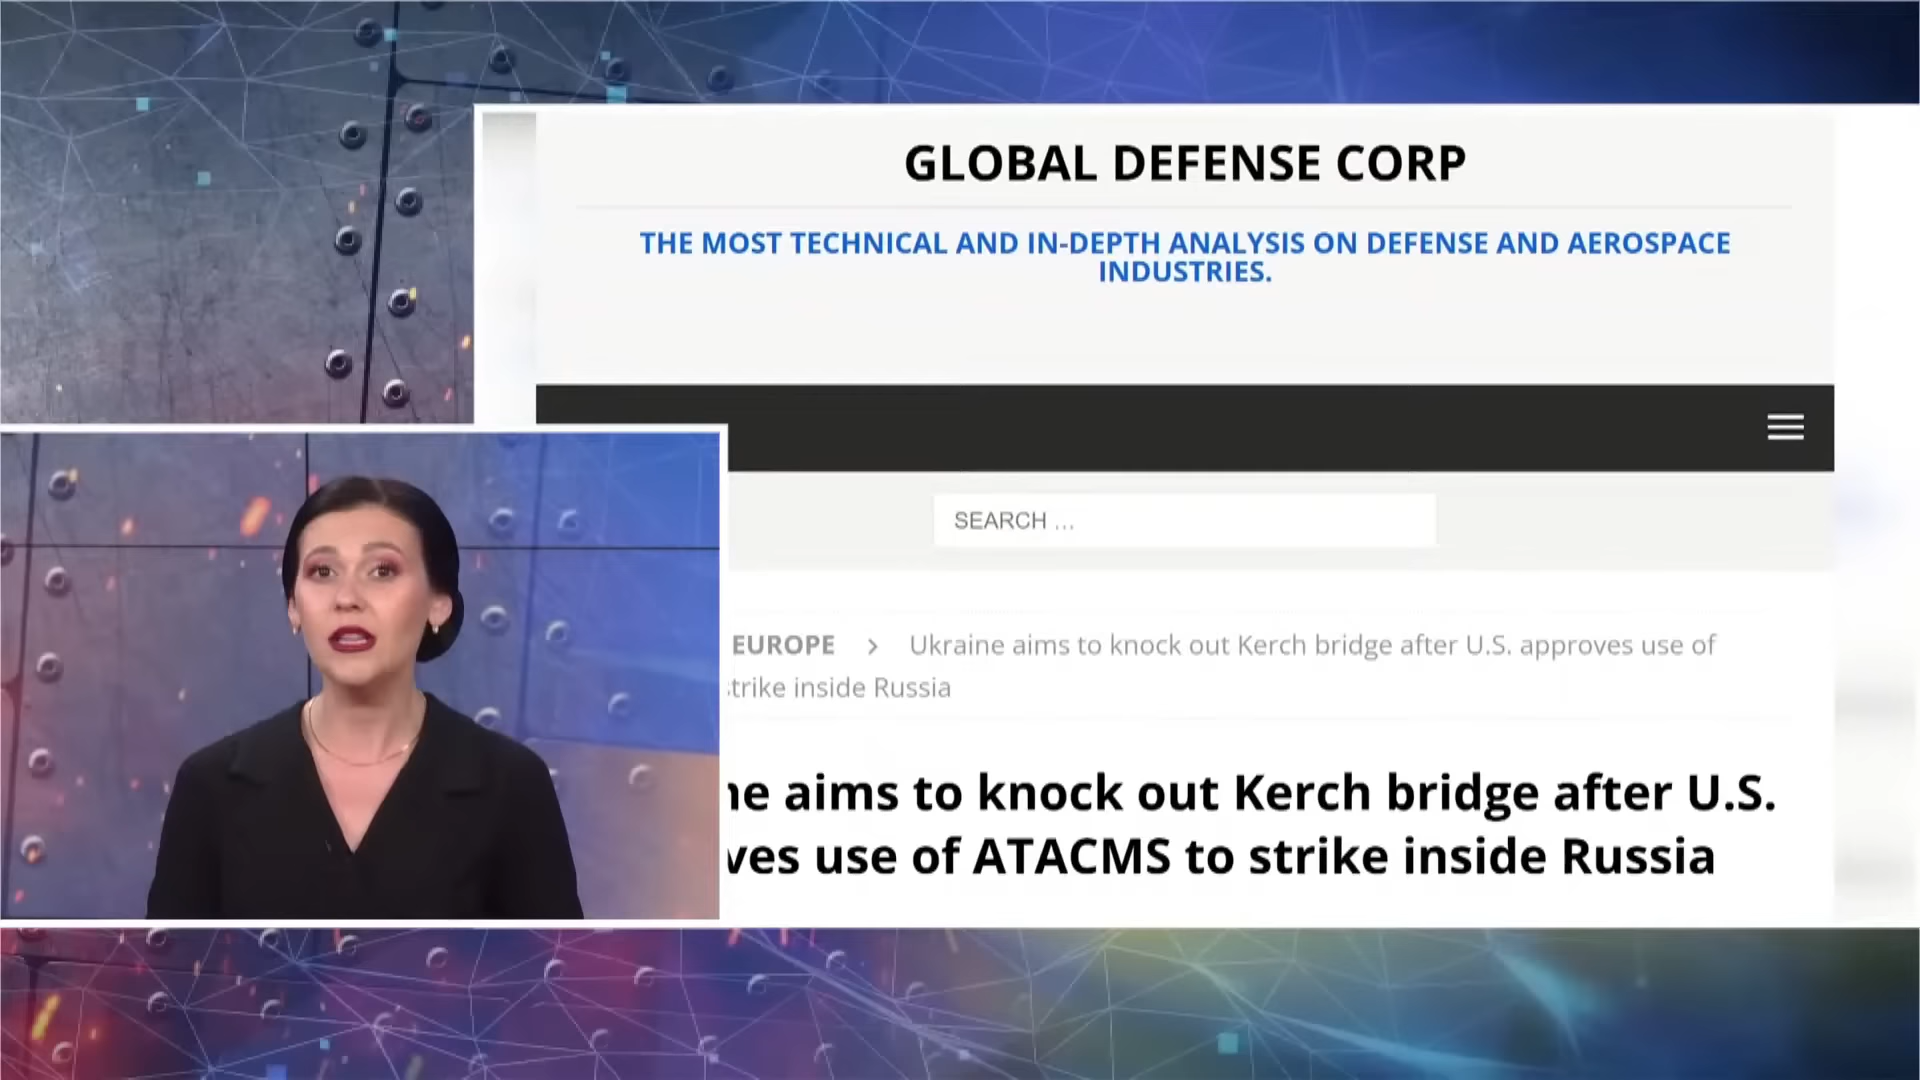 GLOBAL DEFENSE CORP
THE MOST TECHNICAL AND IN-DEPTH ANALYSIS ON DEFENSE AND AEROSPACE
INDUSTRIES.
SEARCH ...
EUROPE > Ukraine aims to knock out Kerch bridge after U.S. approves use of
strike inside Russia
aims to knock out Kerch bridge after U.S.
use of ATACMS to strike inside Russia